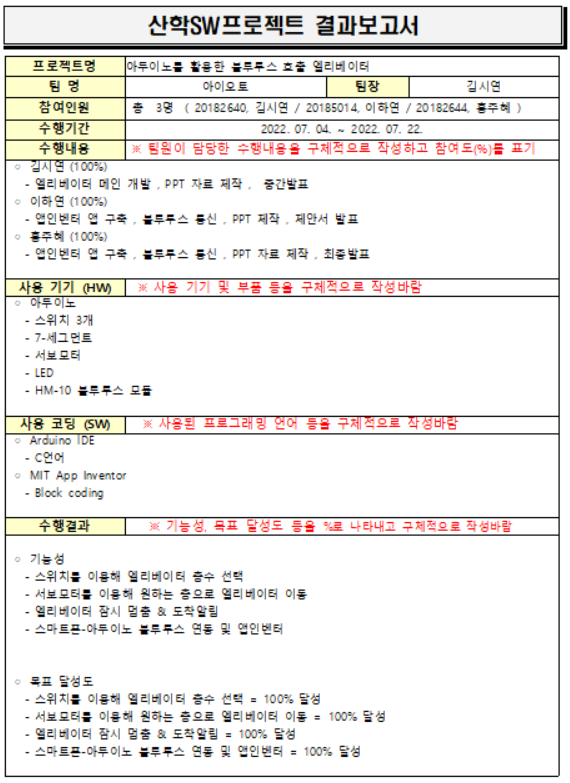 산학SW프로젝트 결과보고서
프로젝트명 아두이노를 활용한 블루투스 호출 엘리베이터
팀 명 아이오토 팀장 김시연
참여인원 총 3명 ( 20182640, 김시연 / 20185014, 이하연 / 20182644, 홍주혜 )
수행기간 2022. 07. 04. ~ 2022. 07. 22.
수행내용 ※ 팀원이 담당한 수행내용을 구체적으로 작성하고 참여도(%)를 표기
○ 김시연 (100%)
- 엘리베이터 메인 개발 , PPT 자료 제작 , 중간발표
○ 이하연 (100%)
- 앱인벤터 앱 구축 , 블루투스 통신 , PPT 제작 , 제안서 발표
○ 홍주혜 (100%)
- 앱인벤터 앱 구축 , 블루투스 통신 , PPT 자료 제작 , 최종발표
사용 기기 (HW) ※ 사용 기기 및 부품 등을 구체적으로 작성바람
○ 아두이노
- 스위치 3개
- 7-세그먼트
- 서보모터
- LED
- HM-10 블루투스 모듈
사용 코딩 (SW) ※ 사용된 프로그래밍 언어 등을 구체적으로 작성바람
○ Arduino IDE
- C언어
○ MIT App Inventor
- Block coding
수행결과 ※ 기능성, 목표 달성도 등을 %로 나타내고 구체적으로 작성바람
○ 기능성
- 스위치를 이용해 엘리베이터 층수 선택
- 서보모터를 이용해 원하는 층으로 엘리베이터 이동
- 엘리베이터 잠시 멈춤 & 도착알림
- 스마트폰-아두이노 블루투스 연동 및 앱인벤터
○ 목표 달성도
- 스위치를 이용해 엘리베이터 층수 선택 = 100% 달성
- 서보모터를 이용해 원하는 층으로 엘리베이터 이동 = 100% 달성
- 엘리베이터 잠시 멈춤 & 도착알림 = 100% 달성
- 스마트폰-아두이노 블루투스 연동 및 앱인벤터 = 100% 달성